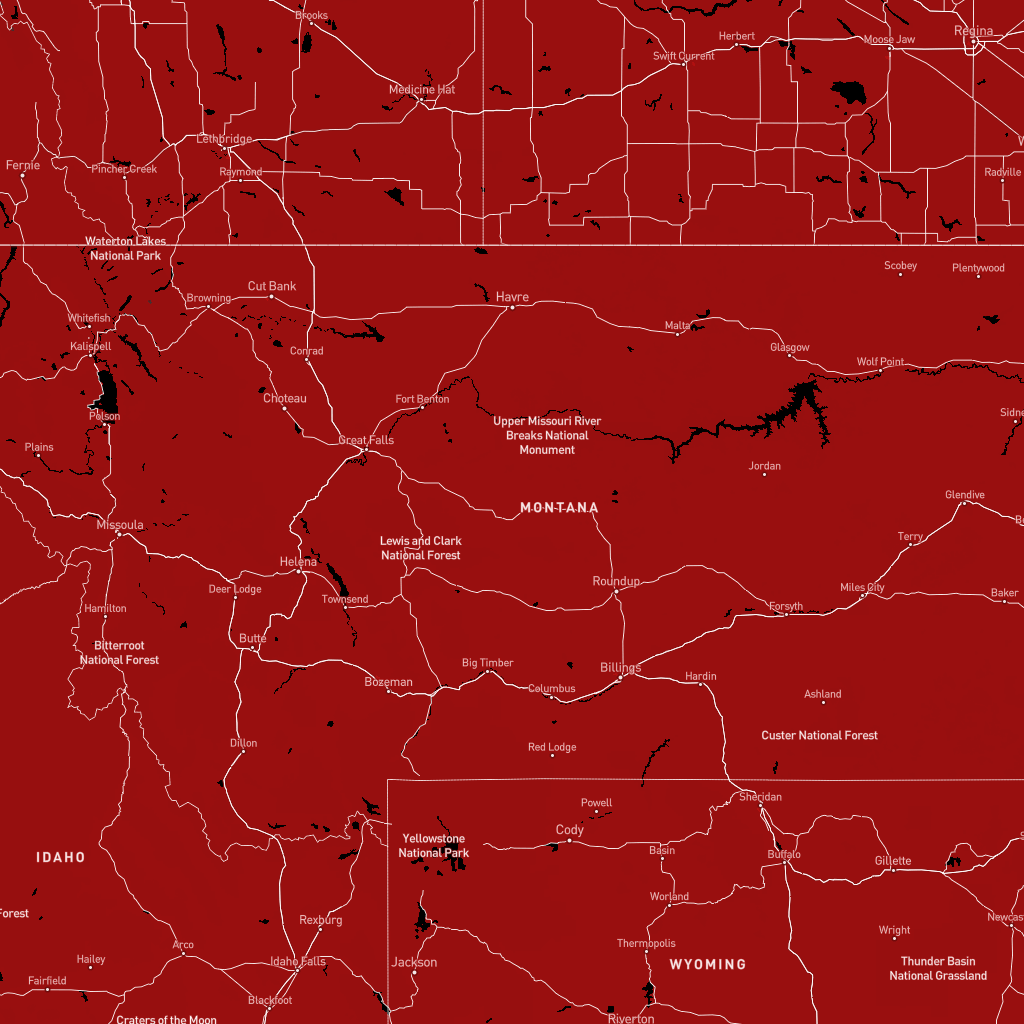 Brooks
Regina
Herbert
Moose Jaw
Swift Current
Medicine Hat
Lethbridge
Fernie
Pincher Creek
Raymond
Radville
Waterton Lakes
National Park
Scobey
Plentywood
Cut Bank
Browning
Havre
Whitefish
Malta
Kalispell
Conrad
Glasgow
Wolf Point
Choteau
Fort Benton
Polson
Sidne
Upper Missouri River
Breaks National
Monument
Great Falls
Plains
Jordan
Glendive
MONTANA
Missoula
Terry
Lewis and Clark
National Forest
Helena
Roundup
Deer Lodge
Townsend
Miles City
Baker
Hamilton
Forsyth
Butte
Bitterroot
National Forest
Big Timber
Billings
Bozeman
Columbus
Hardin
Ashland
Dillon
Red Lodge
Custer National Forest
Sheridan
Powell
Cody
Yellowstone
National Park
Basin
Buffalo
IDAHO
Gillette
Worland
Forest
Rexburg
Newcas
Arco
Thermopolis
Wright
Hailey
Idaho Falls
Jackson
WYOMING
Thunder Basin
National Grassland
Fairfield
Blackfoot
Craters of the Moon
Riverton